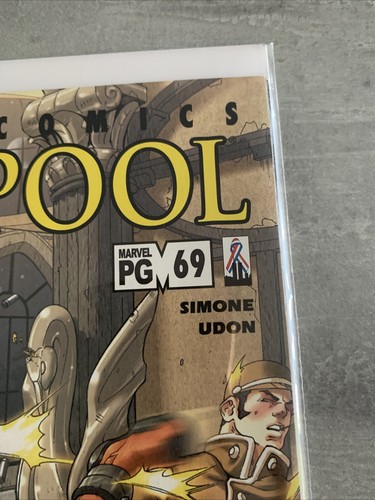 COMICS
POOL
MARVEL
PG 69
SIMONE
UDON